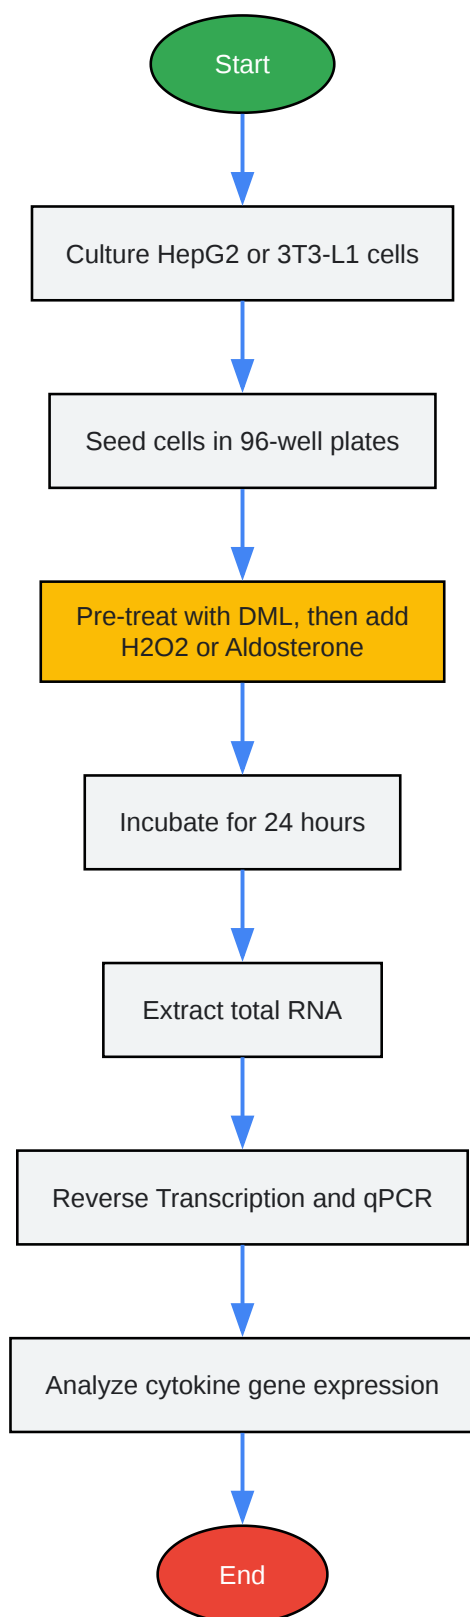 Start
Culture HepG2 or 3T3-L1 cells
Seed cells in 96-well plates
Pre-treat with DML, then add
H2O2 or Aldosterone
Incubate for 24 hours
Extract total RNA
Reverse Transcription and qPCR
Analyze cytokine gene expression
End